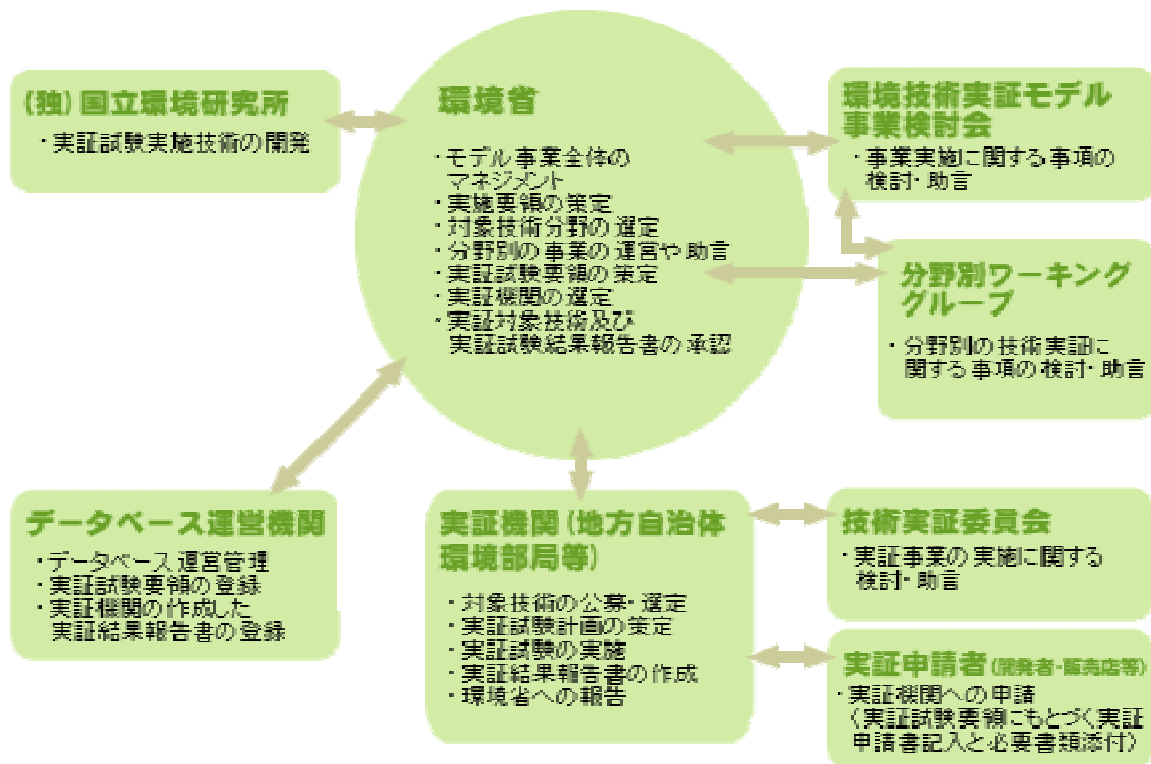 (独)国立環境研究所
・実証試験実施技術の開発
環境省
・モデル事業全体の
マネジメント
・実施要領の策定
・対象技術分野の選定
・分野別の事業の運営や助言
・実証試験要領の策定
・実証機関の選定
・実証対象技術及び
実証試験結果報告書の承認
環境技術実証モデル
事業検討会
・事業実施に関する事項の
検討・助言
分野別ワーキング
グループ
・分野別の技術実証に
関する事項の検討・助言
データベース運営機関
・データベース運営管理
・実証試験要領の登録
・実証機関の作成した
実証結果報告書の登録
実証機関(地方自治体
環境部局等)
・対象技術の公募・選定
・実証試験計画の策定
・実証試験の実施
・実証結果報告書の作成
・環境省への報告
技術実証委員会
・実証事業の実施に関する
検討・助言
実証申請者(開発者・販売店等)
・実証機関への申請
〈実証試験要領にもとづく実証
申請書記入と必要書類添付〉